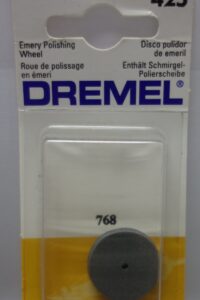 425
Emery Polishing
Wheel
Disco pulidor
de emeril
Roue de polissage
en émeri
Enthält Schmirgel-
Polierscheibe
DREMEL®
768